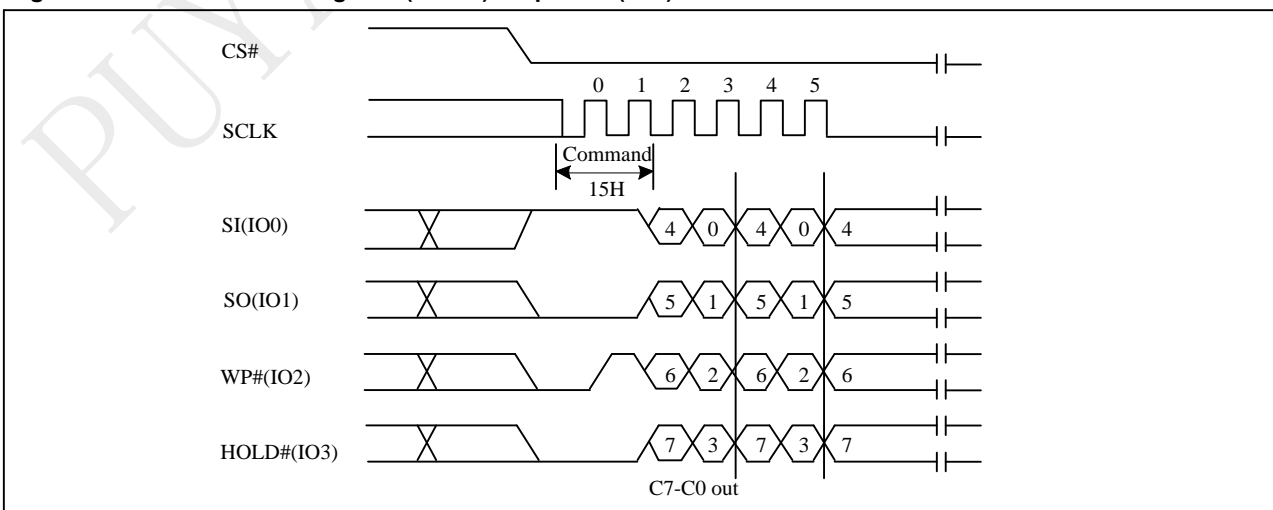 PUYA
CS#
0 1 2 3 4 5
SCLK
Command
15H
SI(IO0) 4 0 4 0 4
SO(IO1) 5 1 5 1 5
WP#(IO2) 6 2 6 2 6
HOLD#(IO3) 7 3 7 3 7
C7-C0 out